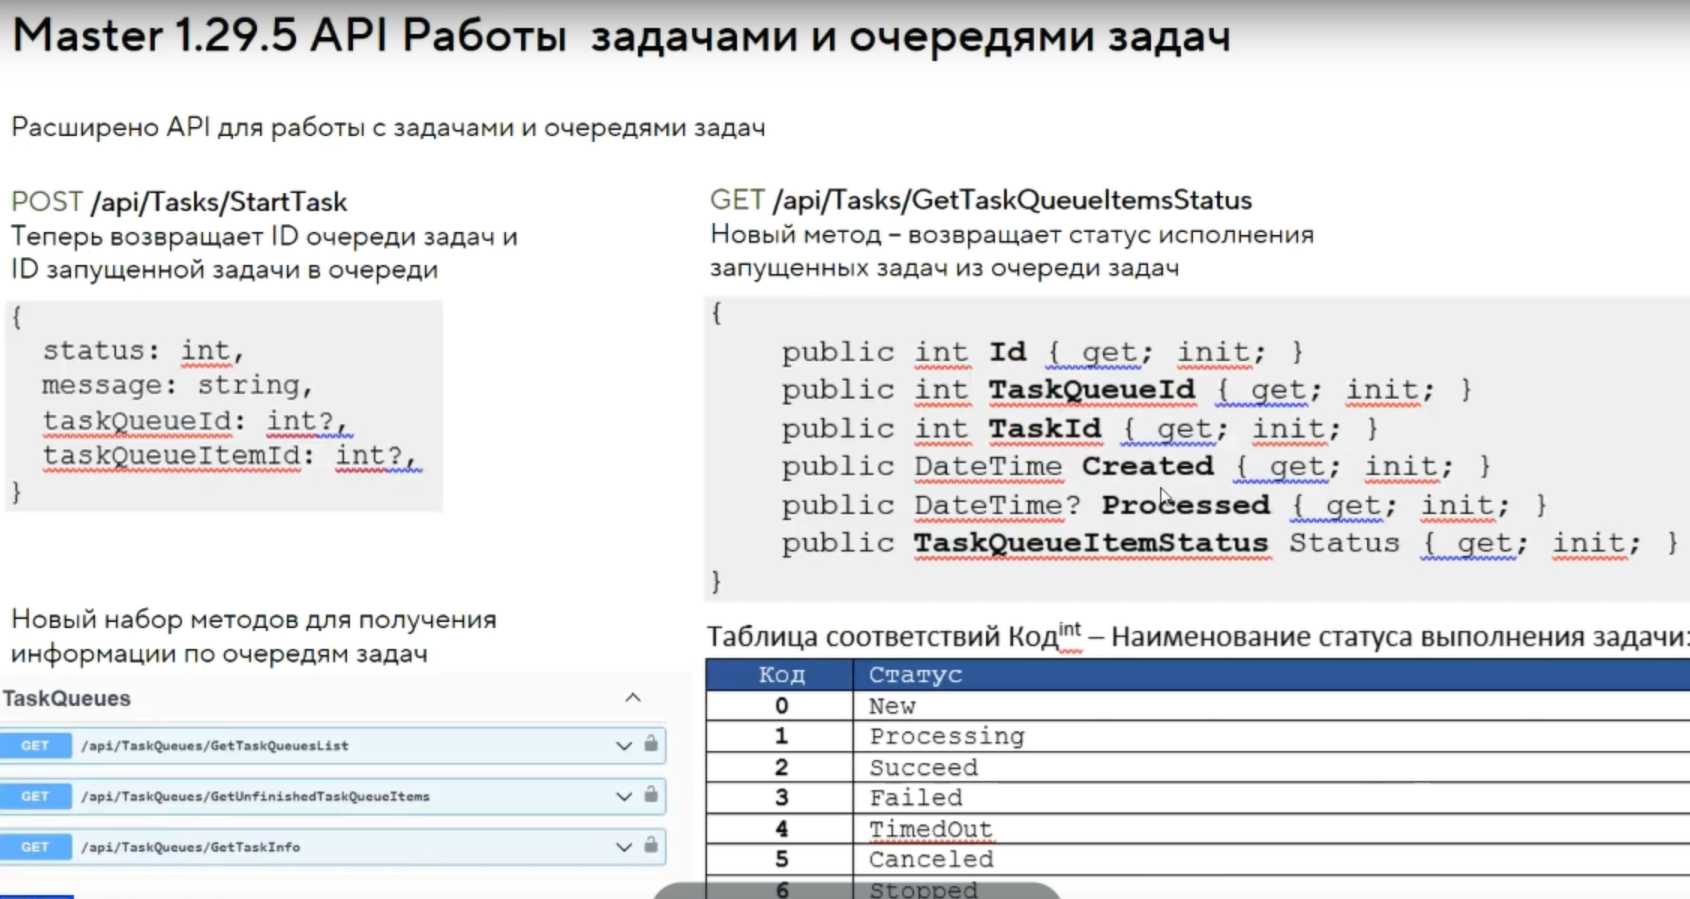 Master 1.29.5 API Работы задачами и очередями задач
Расширено API для работы с задачами и очередями задач
POST /api/Tasks/StartTask
Теперь возвращает ID очереди задач и
ID запущенной задачи в очереди
{
status: int,
message: string,
taskQueueId: int?,
taskQueueItemId: int?,
}
Новый набор методов для получения
информации по очередям задач
TaskQueues
GET /api/TaskQueues/GetTaskQueuesList
GET /api/TaskQueues/GetUnfinishedTaskQueueItems
GET /api/TaskQueues/GetTaskInfo
GET /api/Tasks/GetTaskQueueItemsStatus
Новый метод – возвращает статус исполнения
запущенных задач из очереди задач
{
public int Id { get; init; }
public int TaskQueueId { get; init; }
public int TaskId { get; init; }
public DateTime Created { get; init; }
public DateTime? Processed { get; init; }
public TaskQueueItemStatus Status { get; init; }
}
Таблица соответствий Код int – Наименование статуса выполнения задачи:
Код Статус
0 New
1 Processing
2 Succeed
3 Failed
4 TimedOut
5 Canceled
6 Stopped